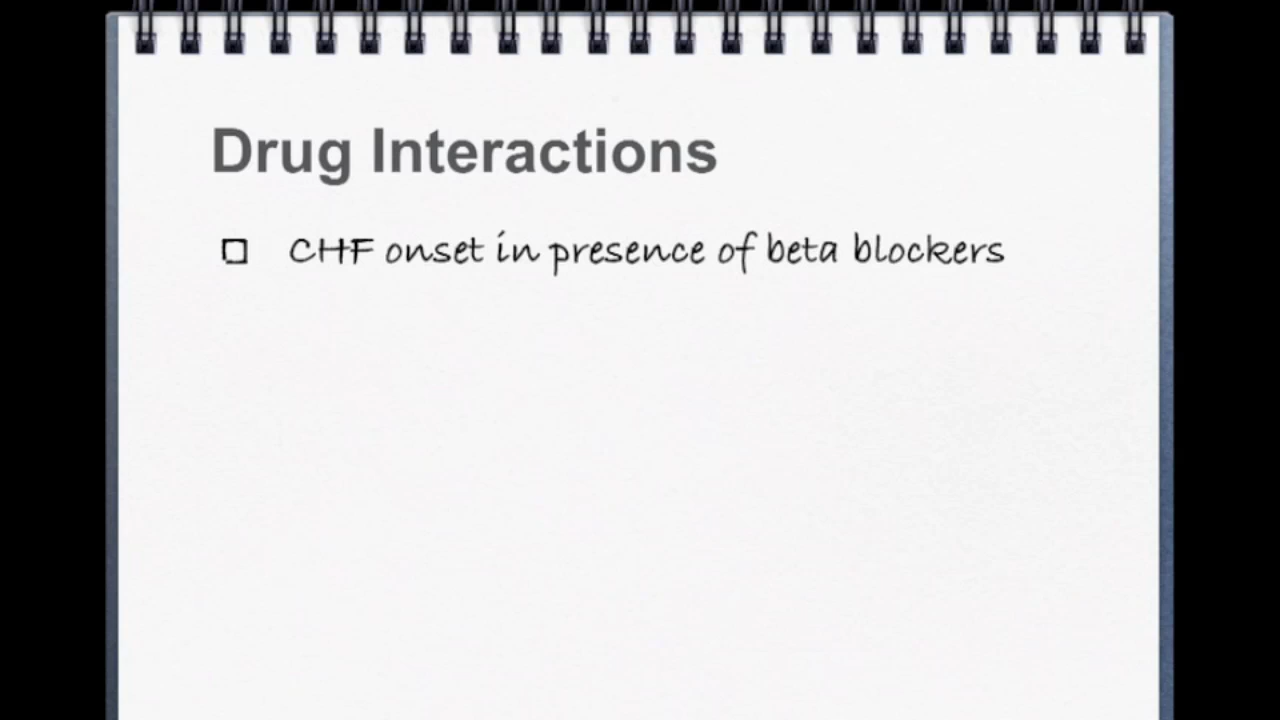 Drug Interactions
CHF onset in presence of beta blockers